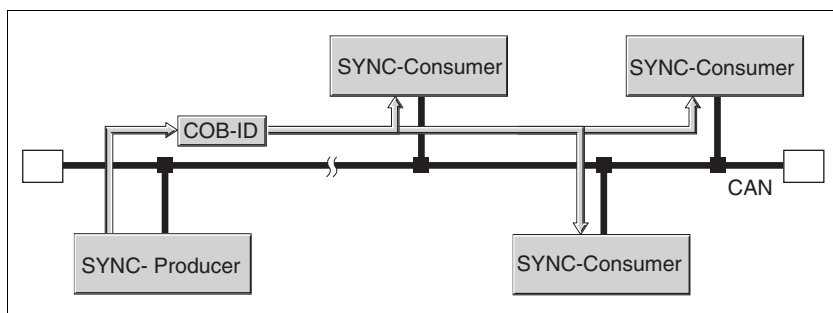 SYNC-Consumer
SYNC-Consumer
COB-ID
CAN
SYNC- Producer
SYNC-Consumer